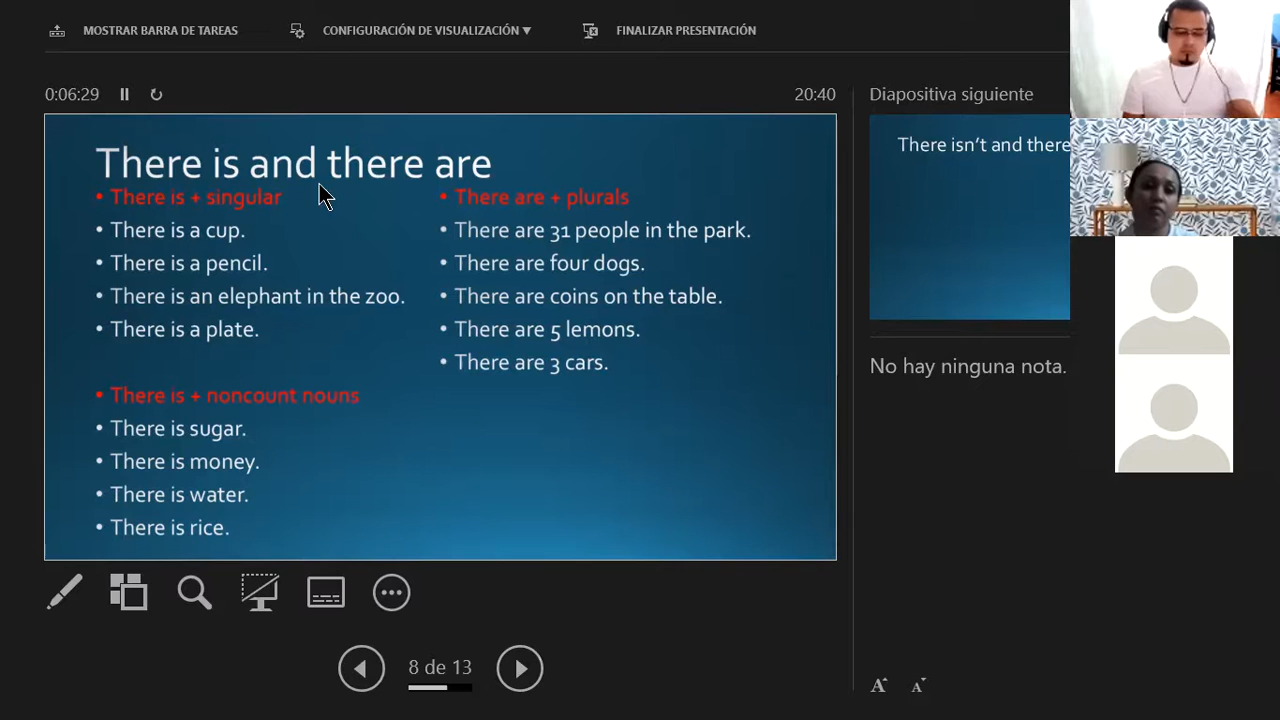 MOSTRAR BARRA DE TAREAS
CONFIGURACIÓN DE VISUALIZACIÓN ▼
FINALIZAR PRESENTACIÓN
0:06:29
20:40
Diapositiva siguiente
There is and there are
• There is + singular
• There is a cup.
• There is a pencil.
• There is an elephant in the zoo.
• There is a plate.
• There is + noncount nouns
• There is sugar.
• There is money.
• There is water.
• There is rice.
• There are + plurals
• There are 31 people in the park.
• There are four dogs.
• There are coins on the table.
• There are 5 lemons.
• There are 3 cars.
There isn't and there
No hay ninguna nota.
8 de 13
A A